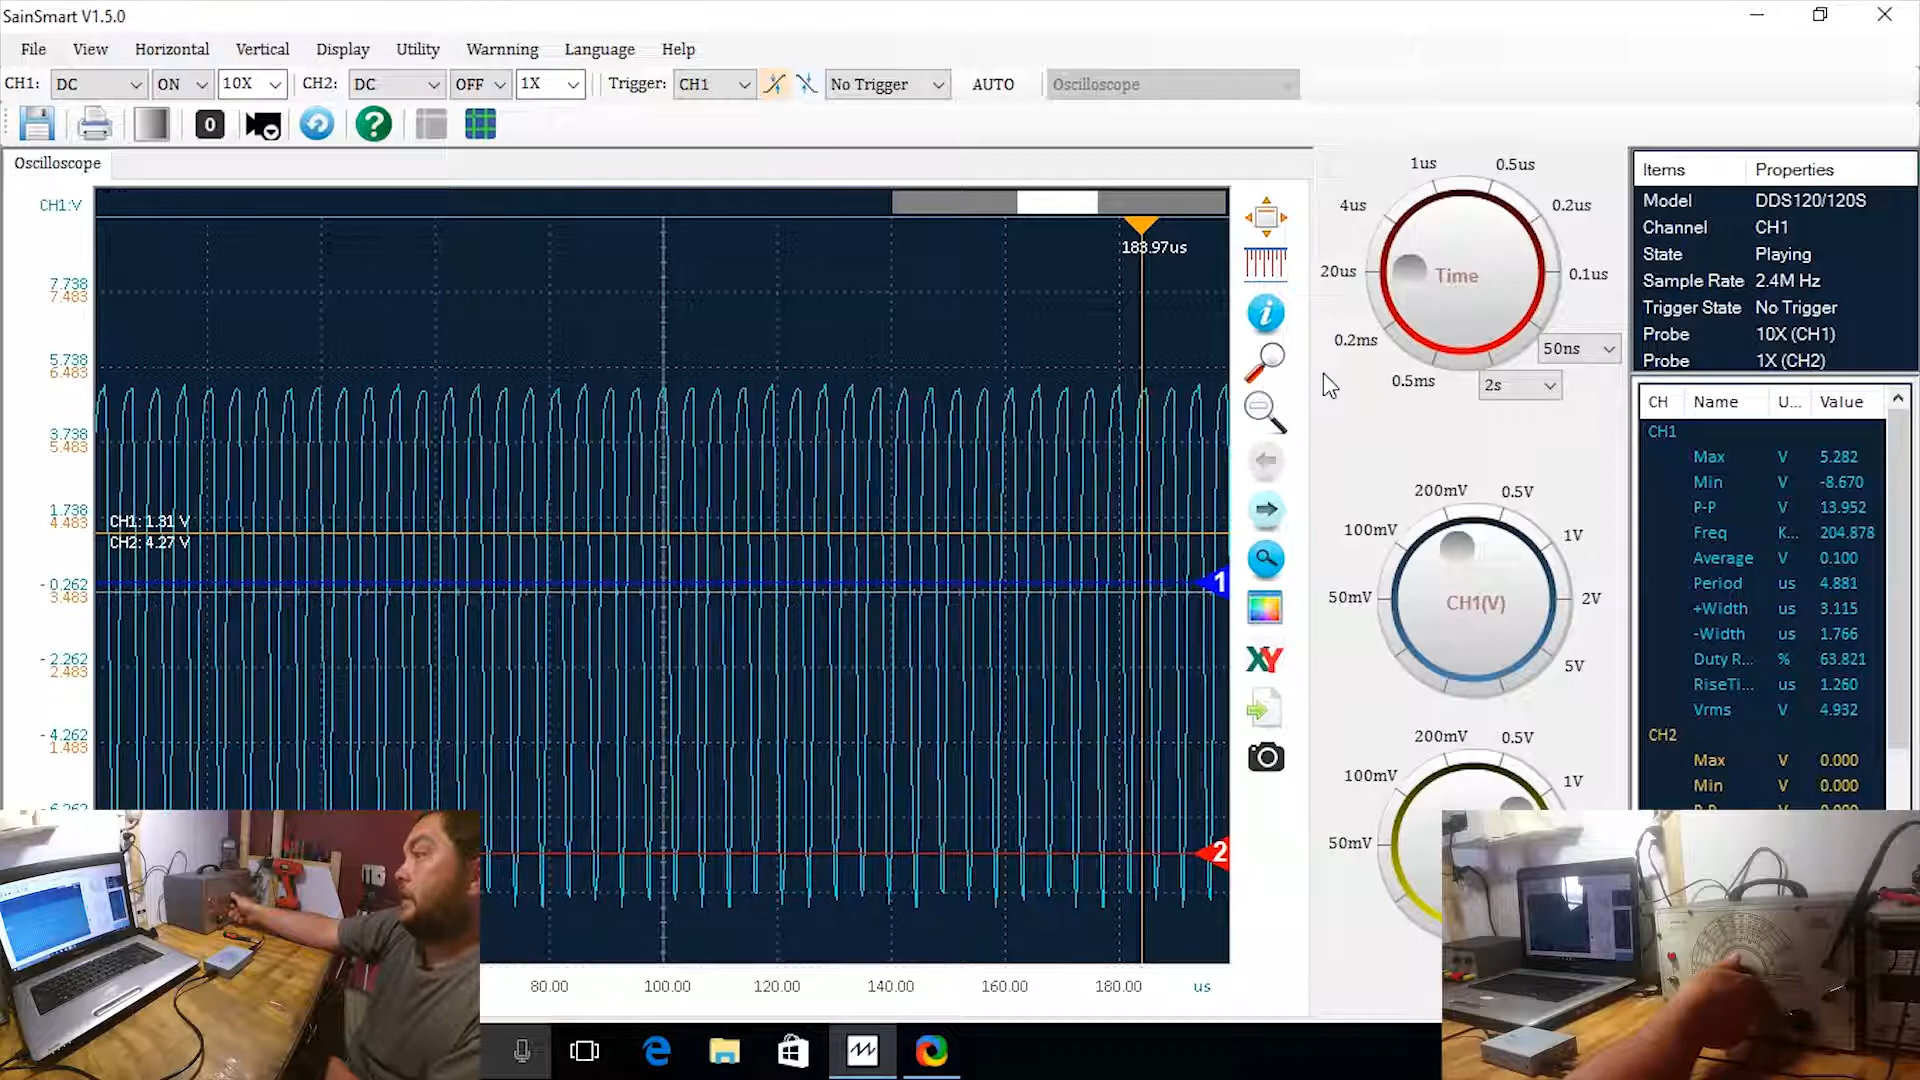 SainSmart V1.5.0
File View Horizontal Vertical Display Utility Warnning Language Help
CH1: DC ON 10X CH2: DC OFF 1X Trigger: CH1 No Trigger AUTO Oscilloscope
0
Oscilloscope
CH1:V
7.738
7.483
5.738
6.483
3.738
5.483
1.738
4.483
-0.262
3.483
-2.262
2.483
-4.262
1.483
183.97us
CH1: 1.31 V
CH2: 4.27 V
1
2
80.00 100.00 120.00 140.00 160.00 180.00 us
XY
1us 0.5us
4us 0.2us
20us Time 0.1us
0.2ms 50ns
0.5ms 2s
200mV 0.5V
100mV 1V
50mV CH1(V) 2V
5V
200mV 0.5V
100mV 1V
50mV
Items Properties
Model DDS120/120S
Channel CH1
State Playing
Sample Rate 2.4M Hz
Trigger State No Trigger
Probe 10X (CH1)
Probe 1X (CH2)
CH Name U... Value
CH1
Max V 5.282
Min V -8.670
P-P V 13.952
Freq K... 204.878
Average V 0.100
Period us 4.881
+Width us 3.115
-Width us 1.766
Duty R... % 63.821
RiseTi... us 1.260
Vrms V 4.932
CH2
Max V 0.000
Min V 0.000